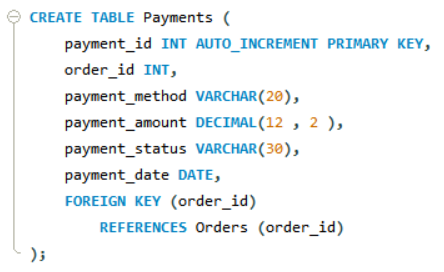 CREATE TABLE Payments (
payment_id INT AUTO_INCREMENT PRIMARY KEY,
order_id INT,
payment_method VARCHAR(20),
payment_amount DECIMAL(12 , 2 ),
payment_status VARCHAR(30),
payment_date DATE,
FOREIGN KEY (order_id)
REFERENCES Orders (order_id)
);